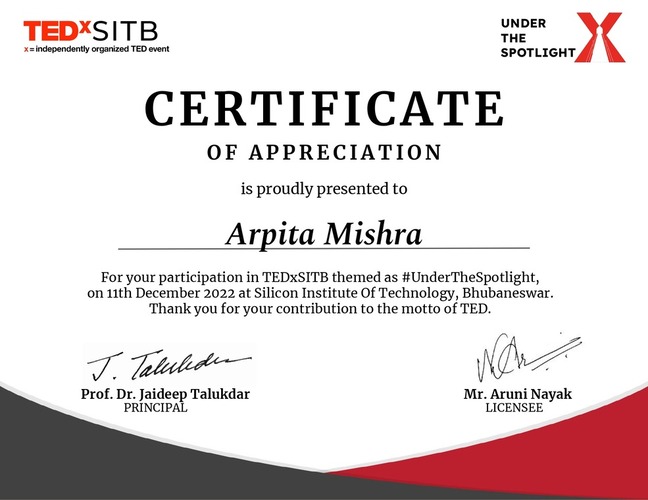 TEDxSITB
x = independently organized TED event
UNDER
THE
SPOTLIGHT
CERTIFICATE
OF APPRECIATION
is proudly presented to
Arpita Mishra
For your participation in TEDxSITB themed as #UnderTheSpotlight,
on 11th December 2022 at Silicon Institute Of Technology, Bhubaneswar.
Thank you for your contribution to the motto of TED.
J. Talukdar
Prof. Dr. Jaideep Talukdar
PRINCIPAL
Mr. Aruni Nayak
LICENSEE